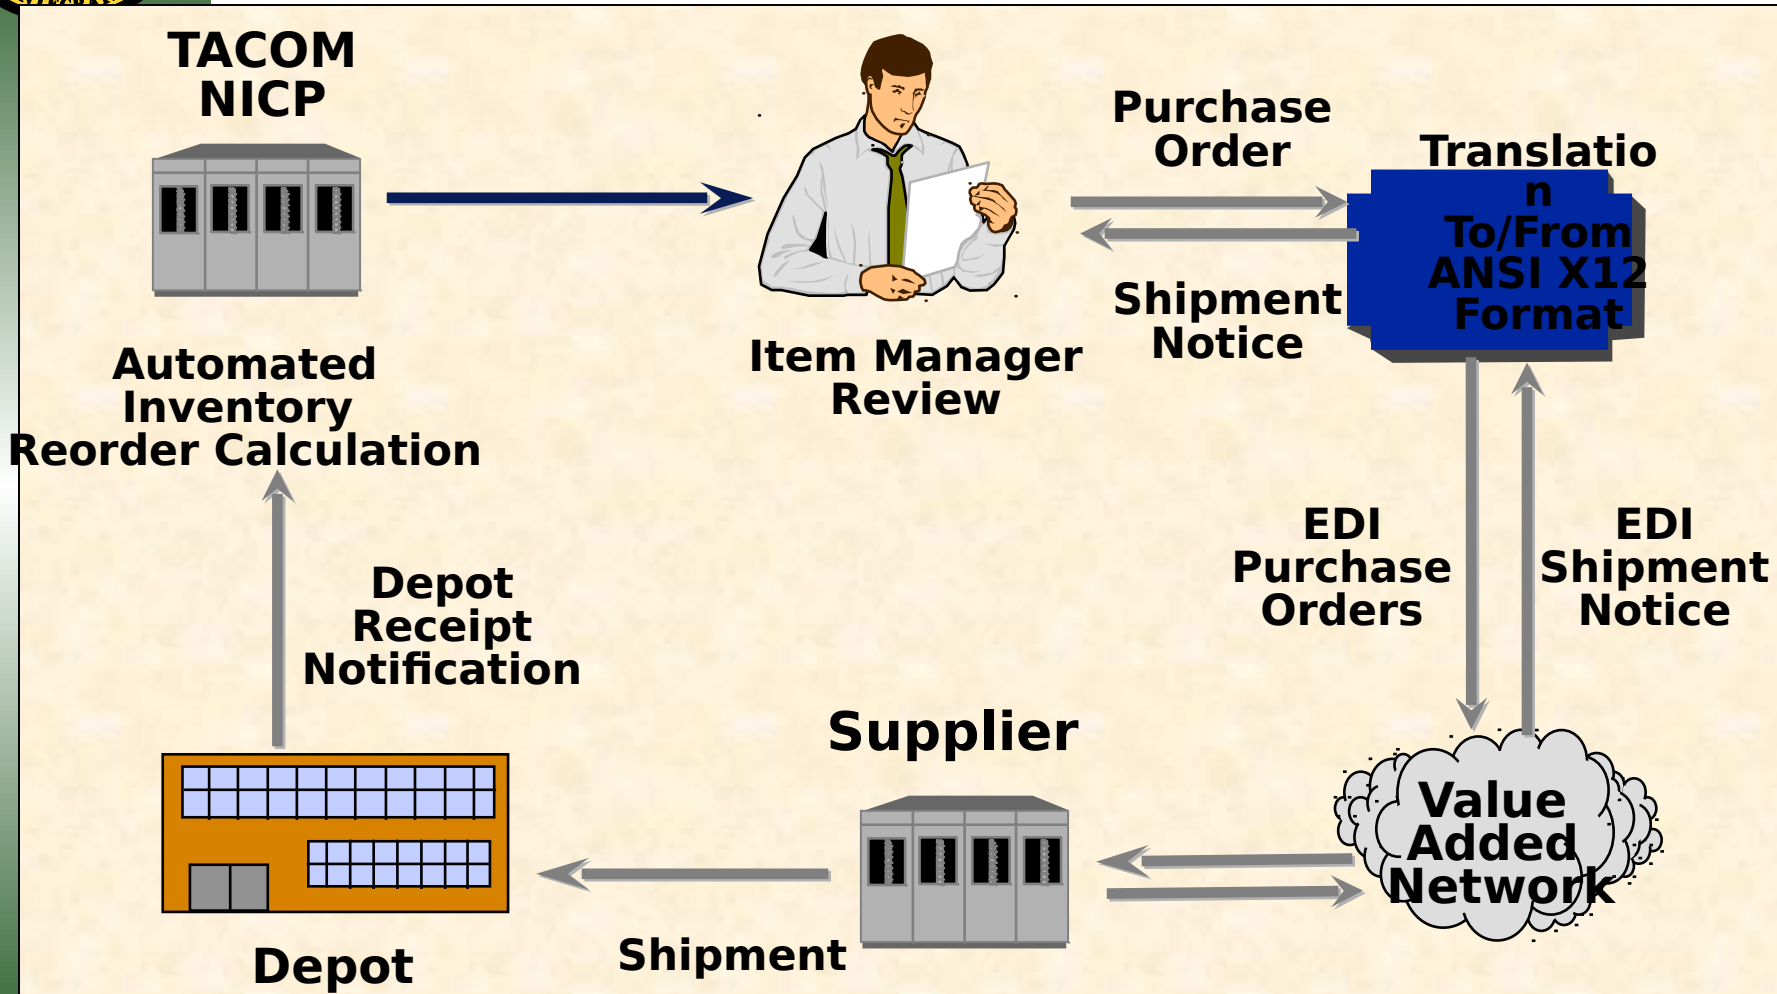 TACOM
NICP
Purchase
Order
Translatio
n
To/From
ANSI X12
Format
Shipment
Notice
Item Manager
Review
Automated
Inventory
Reorder Calculation
EDI
Purchase
Orders
EDI
Shipment
Notice
Depot
Receipt
Notification
Supplier
Value
Added
Network
Shipment
Depot